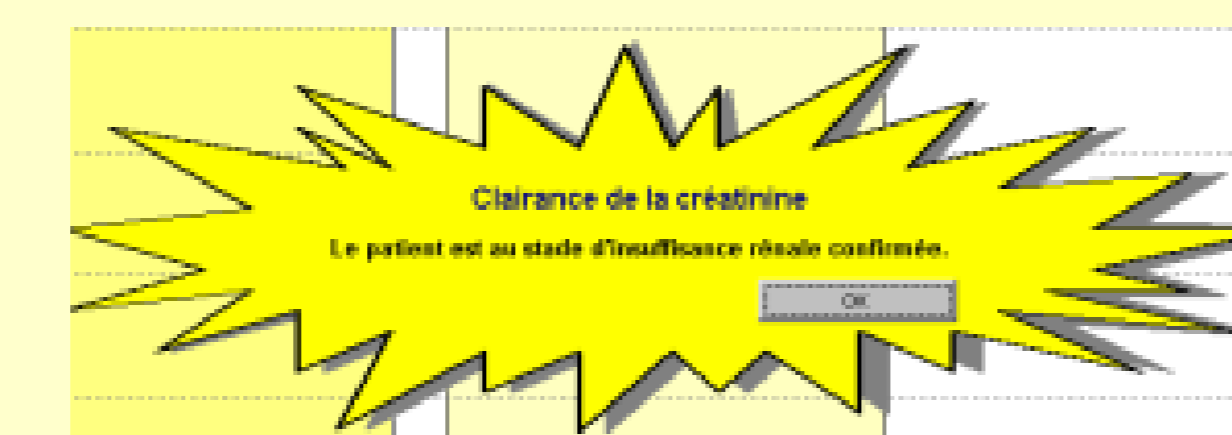 Clairance de la créatinine
Le patient est au stade d'insuffisance rénale confirmée.
OK